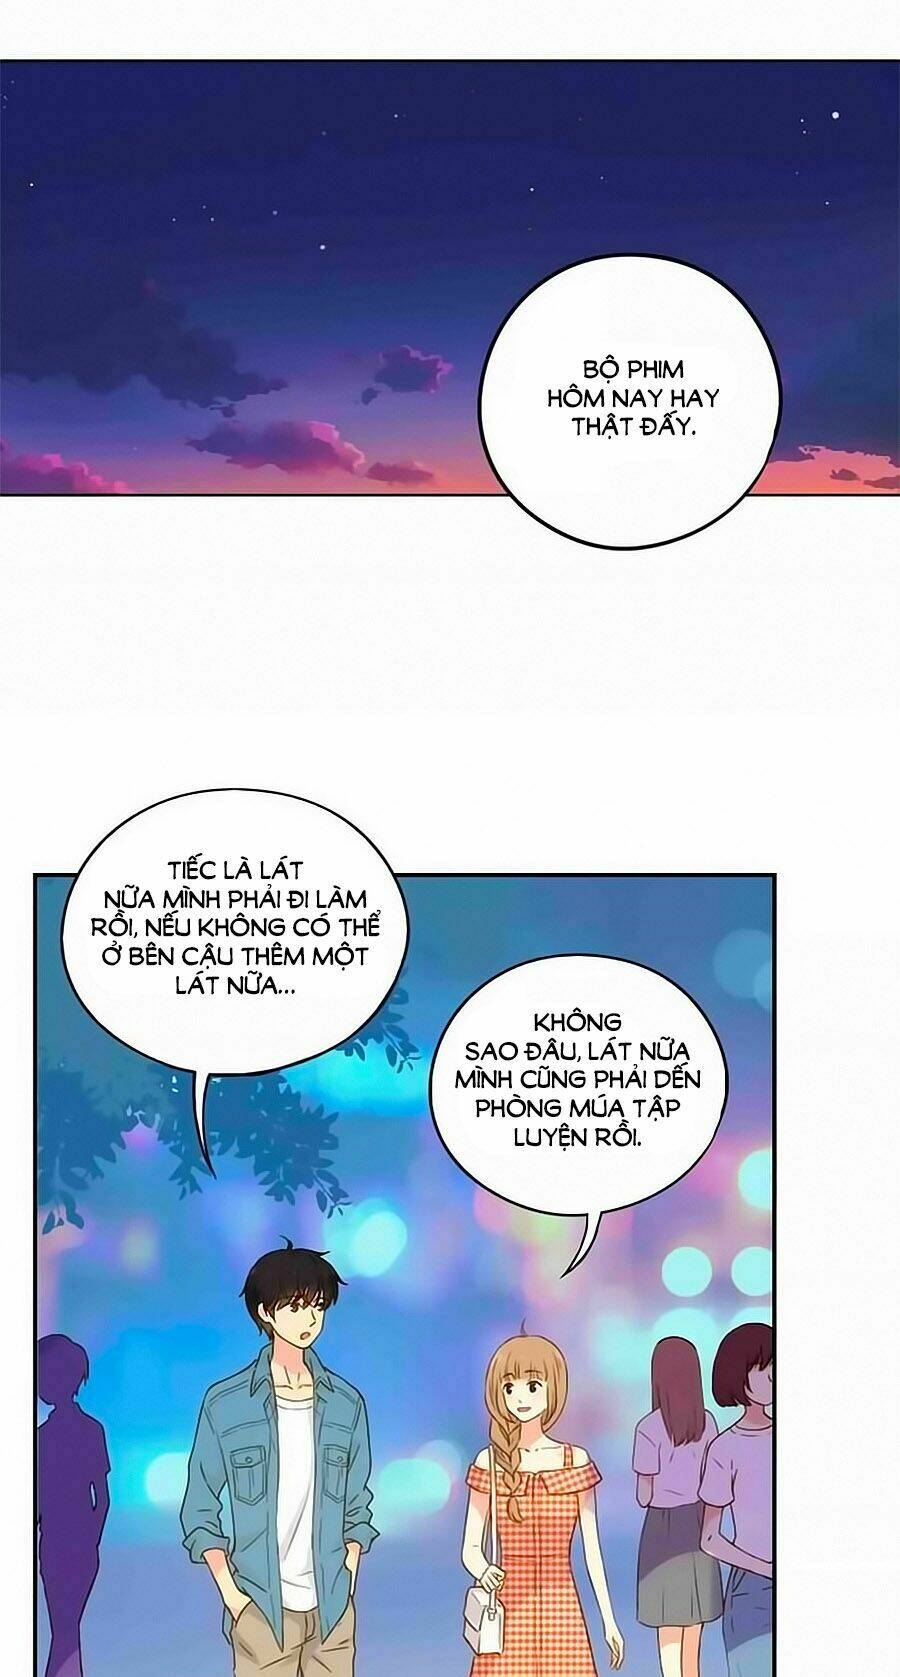 BỘ PHIM
HÔM NAY HAY
THẬT ĐẤY.
TIẾC LÀ LÁT
NỮA MÌNH PHẢI ĐI LÀM
RỒI, NẾU KHÔNG CÓ THỂ
Ở BÊN CẬU THÊM MỘT
LÁT NỮA...
KHÔNG
SAO ĐÂU, LÁT NỮA
MÌNH CŨNG PHẢI DẾN
PHÒNG MÚA TẬP
LUYỆN RỒI.